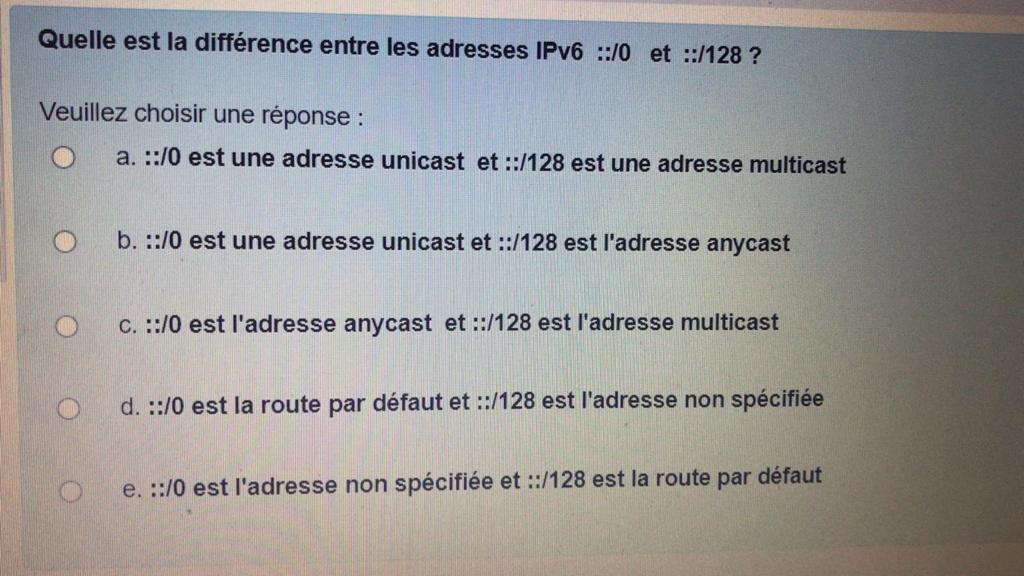 Quelle est la différence entre les adresses IPv6 ::/0 et ::/128 ?
Veuillez choisir une réponse :
a. ::/0 est une adresse unicast et ::/128 est une adresse multicast
b. ::/0 est une adresse unicast et ::/128 est l'adresse anycast
c. ::/0 est l'adresse anycast et ::/128 est l'adresse multicast
d. ::/0 est la route par défaut et ::/128 est l'adresse non spécifiée
e. ::/0 est l'adresse non spécifiée et ::/128 est la route par défaut